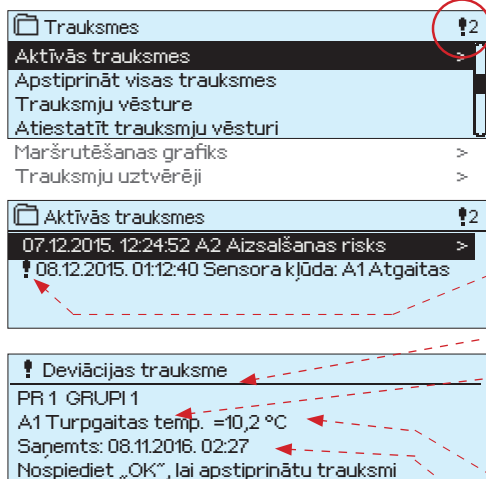 Trauksmes 2
Aktīvās trauksmes >
Apstiprināt visas trauksmes
Trauksmju vēsture
Atiestatīt trauksmju vēsturi
Maršrutēšanas grafiks >
Trauksmju uztvērēji >
Aktīvās trauksmes 2
07.12.2015. 12:24:52 A2 Aizsalšanas risks >
! 08.12.2015. 01:12:40 Sensora kļūda: A1 Atgaitas
! Deviācijas trauksme
PR 1 GRUPI 1
A1 Turpgaitas temp. =10,2 °C
Saņemts: 08.11.2016. 02:27
Nospiediet „OK˝, lai apstiprinātu trauksmi